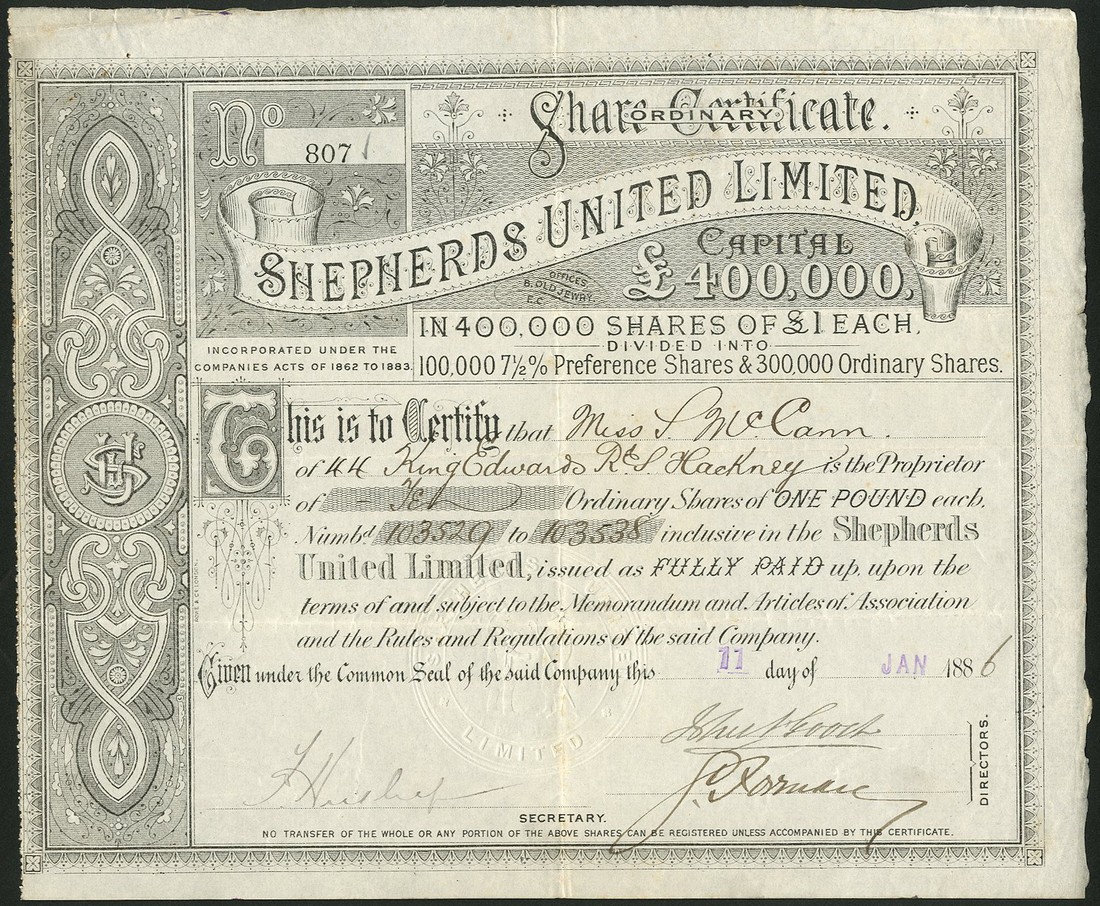 No
807
Share Certificate.
ORDINARY
SHEPHERDS UNITED LIMITED,
CAPITAL
£400,000,
OFFICES
8, OLD JEWRY
E.C.
IN 400,000 SHARES OF £1 EACH,
DIVIDED INTO
100,000 7½% Preference Shares & 300,000 Ordinary Shares.
INCORPORATED UNDER THE
COMPANIES ACTS OF 1862 TO 1883.
This is to Certify that Miss S. McCann.
of 44 King Edwards Rd S. Hackney is the Proprietor
of Ten Ordinary Shares of ONE POUND each,
Numbd 103529 to 103538 inclusive in the Shepherds
United Limited, issued as FULLY PAID up, upon the
terms of and subject to the Memorandum and Articles of Association
and the Rules and Regulations of the said Company.
Given under the Common Seal of the said Company this 11 day of JAN 1886
LIMITED
DIRECTORS.
SECRETARY.
NO TRANSFER OF THE WHOLE OR ANY PORTION OF THE ABOVE SHARES CAN BE REGISTERED UNLESS ACCOMPANIED BY THIS CERTIFICATE.